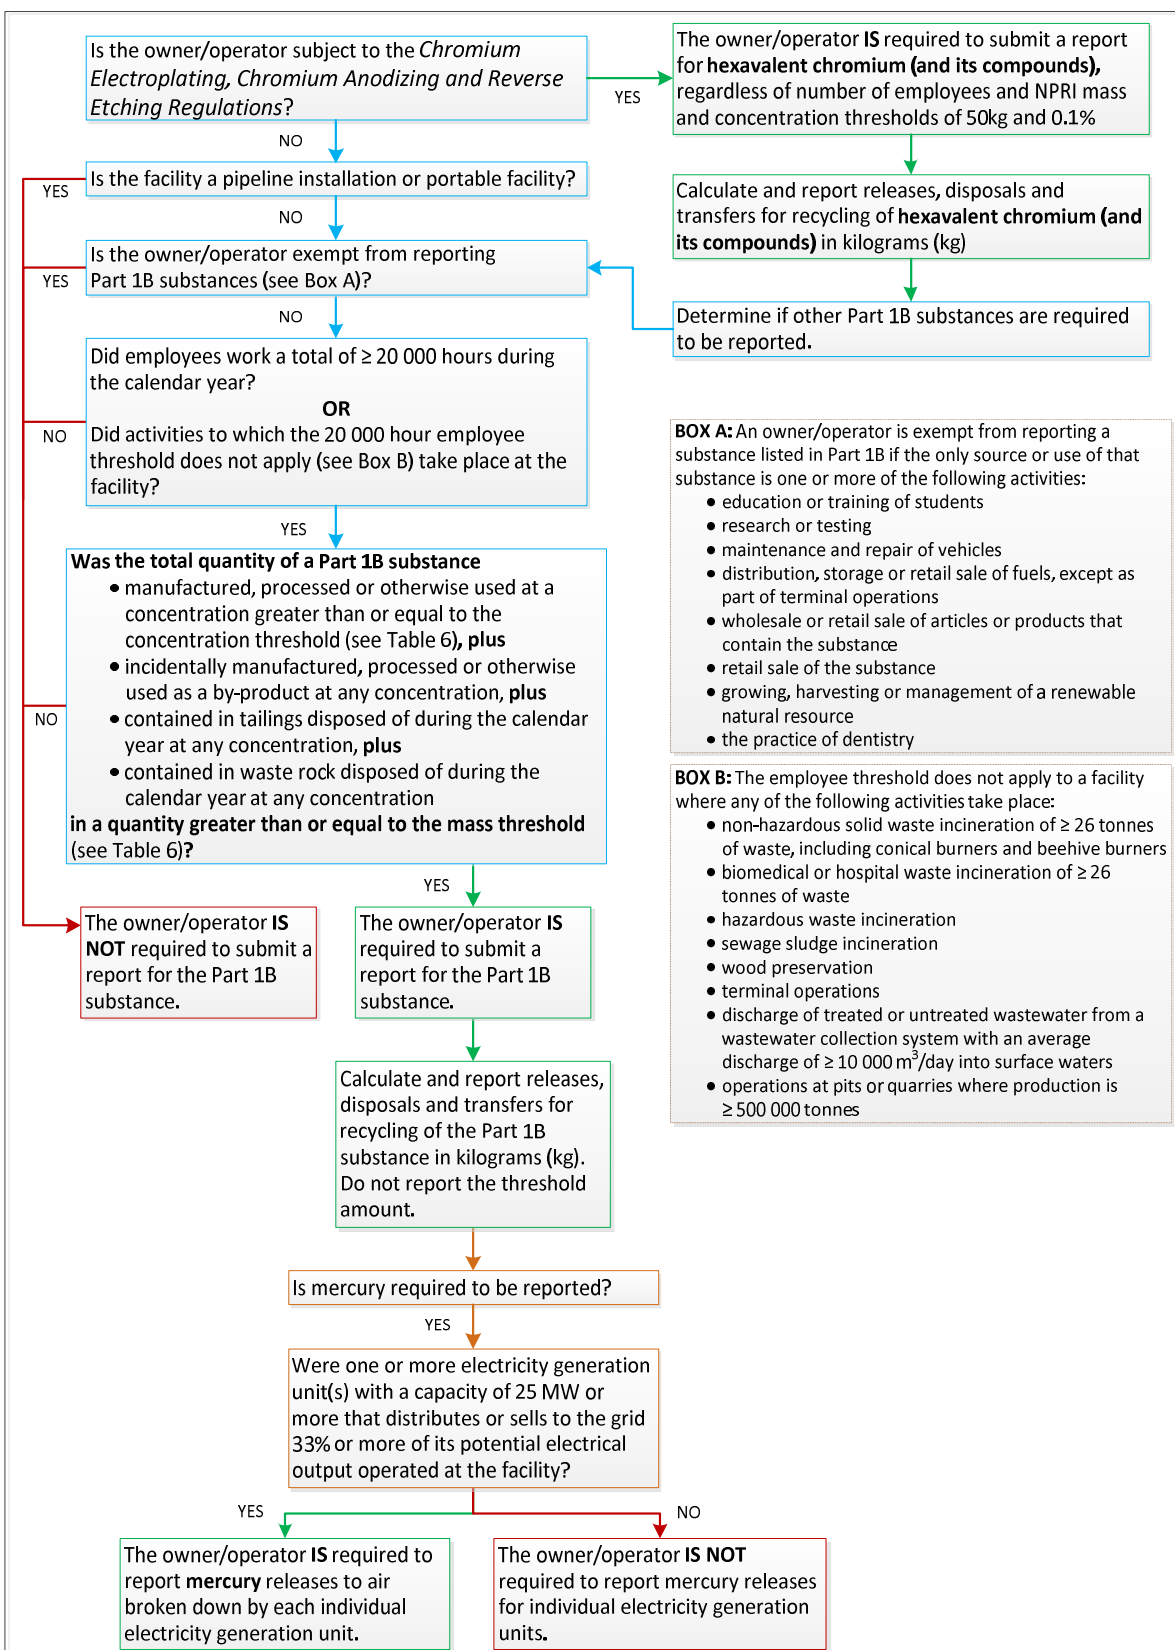 Is the owner/operator subject to the Chromium
Electroplating, Chromium Anodizing and Reverse
Etching Regulations?
YES
The owner/operator IS required to submit a report
for hexavalent chromium (and its compounds),
regardless of number of employees and NPRI mass
and concentration thresholds of 50kg and 0.1%
NO
YES
Is the facility a pipeline installation or portable facility?
Calculate and report releases, disposals and
transfers for recycling of hexavalent chromium (and
its compounds) in kilograms (kg)
NO
YES
Is the owner/operator exempt from reporting
Part 1B substances (see Box A)?
Determine if other Part 1B substances are required
to be reported.
NO
Did employees work a total of ≥ 20 000 hours during
the calendar year?
OR
Did activities to which the 20 000 hour employee
threshold does not apply (see Box B) take place at the
facility?
NO
YES
BOX A: An owner/operator is exempt from reporting a
substance listed in Part 1B if the only source or use of that
substance is one or more of the following activities:
• education or training of students
• research or testing
• maintenance and repair of vehicles
• distribution, storage or retail sale of fuels, except as
part of terminal operations
• wholesale or retail sale of articles or products that
contain the substance
• retail sale of the substance
• growing, harvesting or management of a renewable
natural resource
• the practice of dentistry
Was the total quantity of a Part 1B substance
• manufactured, processed or otherwise used at a
concentration greater than or equal to the
concentration threshold (see Table 6), plus
• incidentally manufactured, processed or otherwise
used as a by-product at any concentration, plus
• contained in tailings disposed of during the calendar
year at any concentration, plus
• contained in waste rock disposed of during the
calendar year at any concentration
in a quantity greater than or equal to the mass threshold
(see Table 6)?
NO
YES
BOX B: The employee threshold does not apply to a facility
where any of the following activities take place:
• non-hazardous solid waste incineration of ≥ 26 tonnes
of waste, including conical burners and beehive burners
• biomedical or hospital waste incineration of ≥ 26
tonnes of waste
• hazardous waste incineration
• sewage sludge incineration
• wood preservation
• terminal operations
• discharge of treated or untreated wastewater from a
wastewater collection system with an average
discharge of ≥ 10 000 m³/day into surface waters
• operations at pits or quarries where production is
≥ 500 000 tonnes
The owner/operator IS
NOT required to submit a
report for the Part 1B
substance.
The owner/operator IS
required to submit a
report for the Part 1B
substance.
Calculate and report releases,
disposals and transfers for
recycling of the Part 1B
substance in kilograms (kg).
Do not report the threshold
amount.
Is mercury required to be reported?
YES
Were one or more electricity generation
unit(s) with a capacity of 25 MW or
more that distributes or sells to the grid
33% or more of its potential electrical
output operated at the facility?
YES
NO
The owner/operator IS required to
report mercury releases to air
broken down by each individual
electricity generation unit.
The owner/operator IS NOT
required to report mercury releases
for individual electricity generation
units.